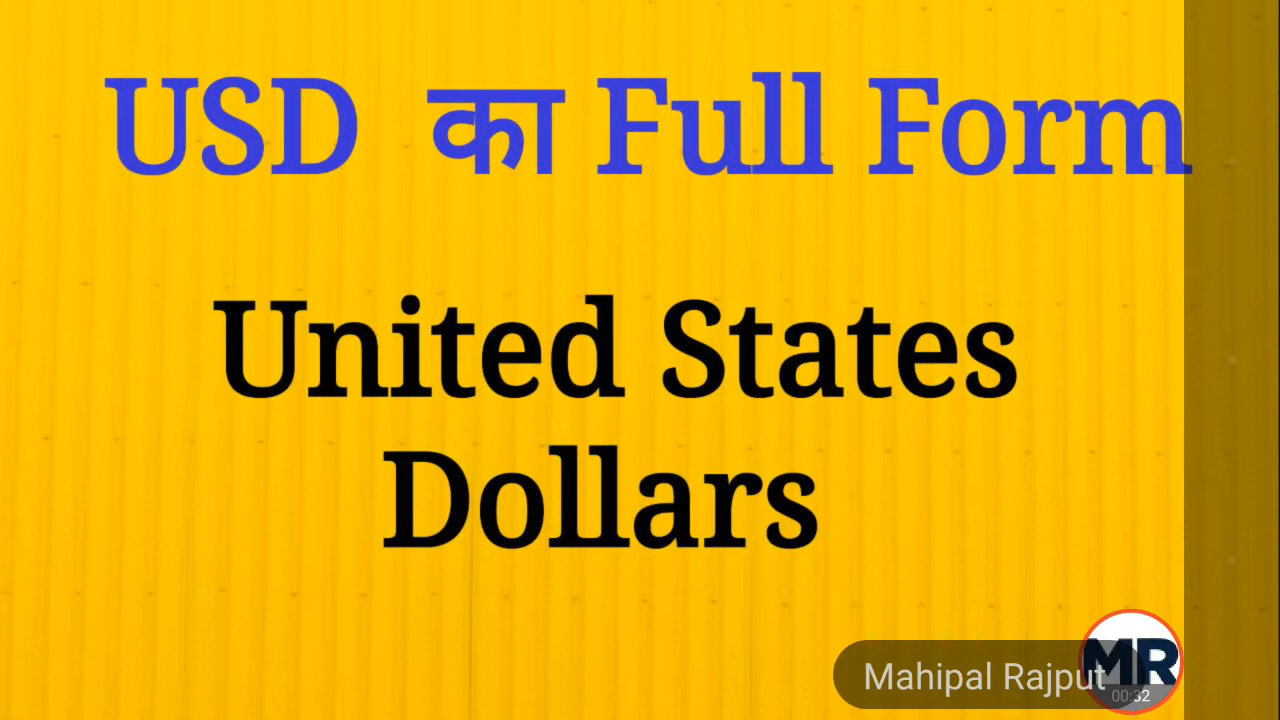 USD का Full Form
United States
Dollars
Mahipal Rajput
MR
00:32